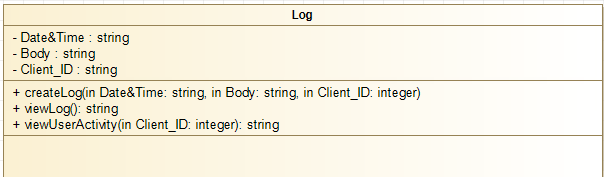 Log
- Date&Time : string
- Body : string
- Client_ID : string
+ createLog(in Date&Time: string, in Body: string, in Client_ID: integer)
+ viewLog(): string
+ viewUserActivity(in Client_ID: integer): string